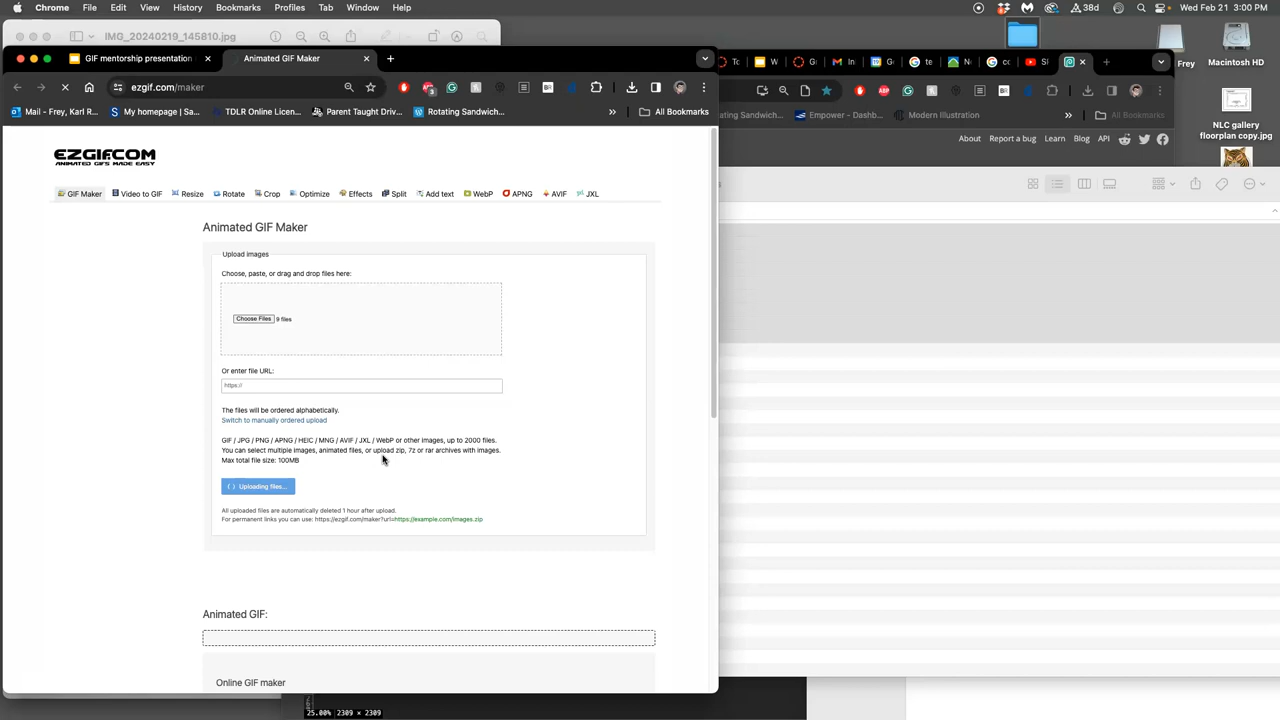 Chrome File Edit View History Bookmarks Profiles Tab Window Help 38d Wed Feb 21 3:00 PM
IMG_20240219_145810.jpg
GIF mentorship presentation Animated GIF Maker
Frey Macintosh HD
ezgif.com/maker
Mail - Frey, Karl R... My homepage | Sa... TDLR Online Licen... Parent Taught Driv... Rotating Sandwich... » All Bookmarks
Rotating Sandwich... Empower - Dashb... Modern Illustration » All Bookmarks
NLC gallery
floorplan copy.jpg
About Report a bug Learn Blog API
EZGIF.COM
ANIMATED GIFS MADE EASY
GIF Maker Video to GIF Resize Rotate Crop Optimize Effects Split Add text WebP APNG AVIF JXL
Animated GIF Maker
Upload images
Choose, paste, or drag and drop files here:
Choose Files 9 files
Or enter file URL:
https://
The files will be ordered alphabetically.
Switch to manually ordered upload
GIF / JPG / PNG / APNG / HEIC / MNG / AVIF / JXL / WebP or other images, up to 2000 files.
You can select multiple images, animated files, or upload zip, 7z or rar archives with images.
Max total file size: 100MB
Uploading files...
All uploaded files are automatically deleted 1 hour after upload.
For permanent links you can use: https://ezgif.com/maker?url=https://example.com/images.zip
Animated GIF:
Online GIF maker
25.00% 2309 × 2309